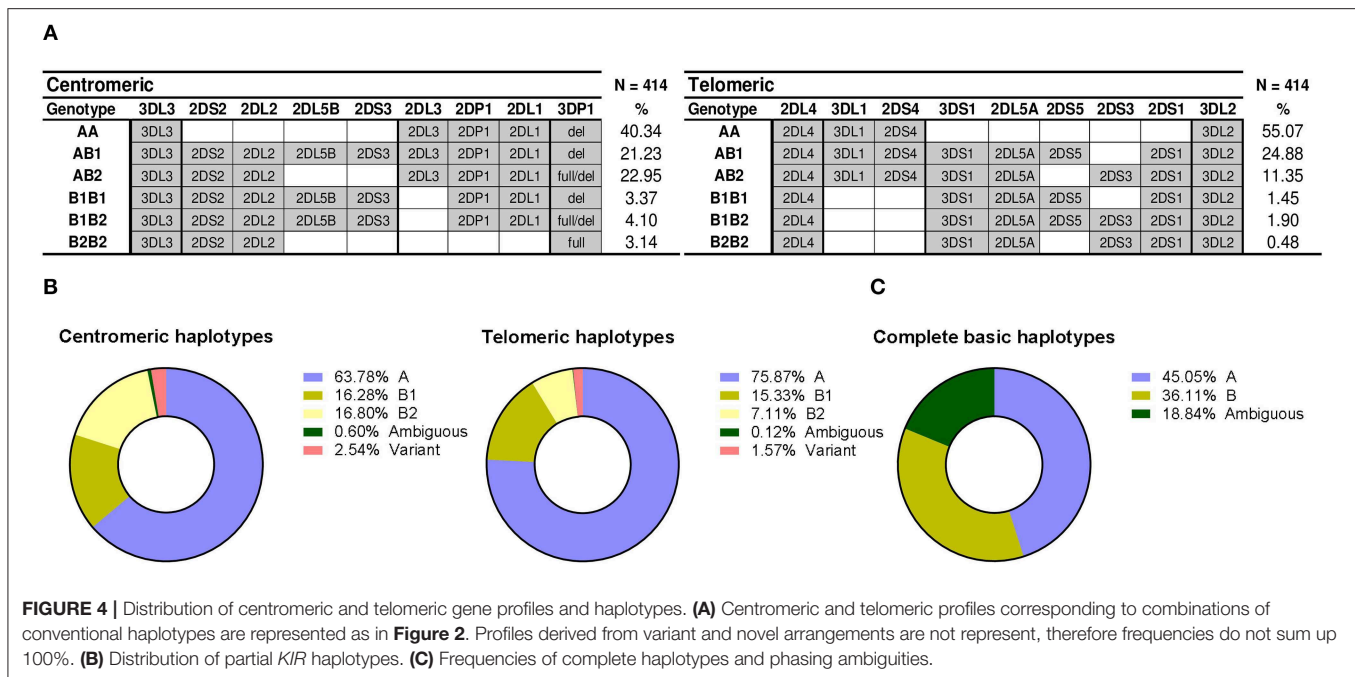 A
Centromeric N = 414
Genotype 3DL3 2DS2 2DL2 2DL5B 2DS3 2DL3 2DP1 2DL1 3DP1 %
AA 3DL3 2DL3 2DP1 2DL1 del 40.34
AB1 3DL3 2DS2 2DL2 2DL5B 2DS3 2DL3 2DP1 2DL1 del 21.23
AB2 3DL3 2DS2 2DL2 2DL3 2DP1 2DL1 full/del 22.95
B1B1 3DL3 2DS2 2DL2 2DL5B 2DS3 2DP1 2DL1 del 3.37
B1B2 3DL3 2DS2 2DL2 2DL5B 2DS3 2DP1 2DL1 full/del 4.10
B2B2 3DL3 2DS2 2DL2 full 3.14
Telomeric N = 414
Genotype 2DL4 3DL1 2DS4 3DS1 2DL5A 2DS5 2DS3 2DS1 3DL2 %
AA 2DL4 3DL1 2DS4 3DL2 55.07
AB1 2DL4 3DL1 2DS4 3DS1 2DL5A 2DS5 2DS1 3DL2 24.88
AB2 2DL4 3DL1 2DS4 3DS1 2DL5A 2DS3 2DS1 3DL2 11.35
B1B1 2DL4 3DS1 2DL5A 2DS5 2DS1 3DL2 1.45
B1B2 2DL4 3DS1 2DL5A 2DS5 2DS3 2DS1 3DL2 1.90
B2B2 2DL4 3DS1 2DL5A 2DS3 2DS1 3DL2 0.48
B
Centromeric haplotypes
63.78% A
16.28% B1
16.80% B2
0.60% Ambiguous
2.54% Variant
Telomeric haplotypes
75.87% A
15.33% B1
7.11% B2
0.12% Ambiguous
1.57% Variant
C
Complete basic haplotypes
45.05% A
36.11% B
18.84% Ambiguous
FIGURE 4 | Distribution of centromeric and telomeric gene profiles and haplotypes. (A) Centromeric and telomeric profiles corresponding to combinations of
conventional haplotypes are represented as in Figure 2. Profiles derived from variant and novel arrangements are not represent, therefore frequencies do not sum up
100%. (B) Distribution of partial KIR haplotypes. (C) Frequencies of complete haplotypes and phasing ambiguities.